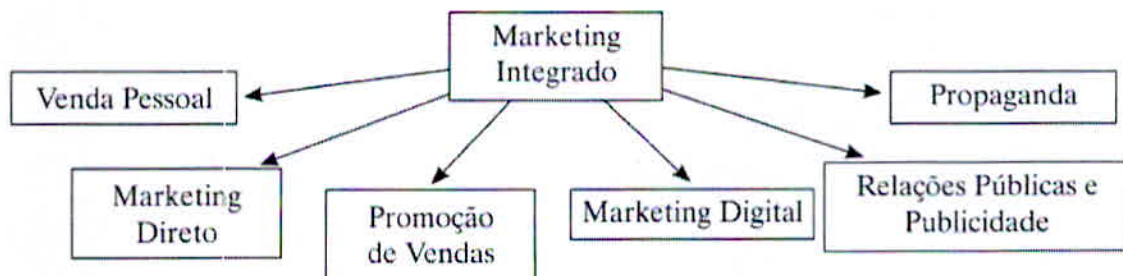 Marketing
Integrado
Venda Pessoal
Propaganda
Marketing
Direto
Promoção
de Vendas
Marketing Digital
Relações Públicas e
Publicidade